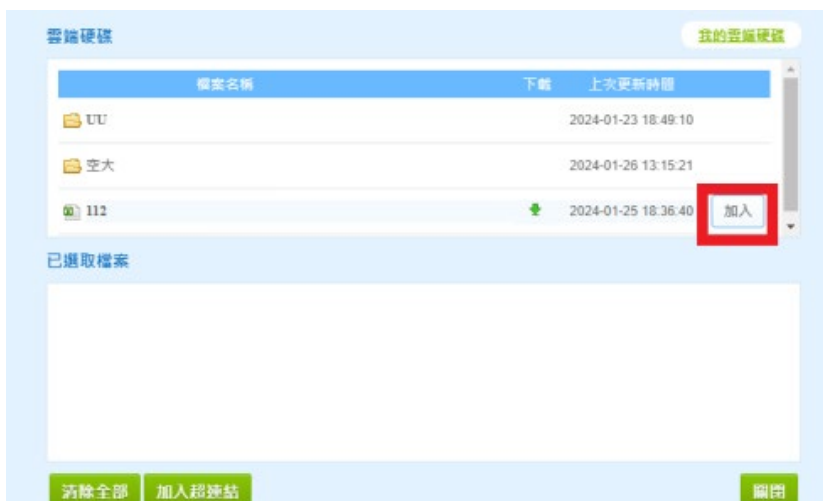 雲端硬碟 我的雲端硬碟
檔案名稱 下載 上次更新時間
UU 2024-01-23 18:49:10
空大 2024-01-26 13:15:21
112 2024-01-25 18:36:40 加入
已選取檔案
清除全部 加入超連結 關閉